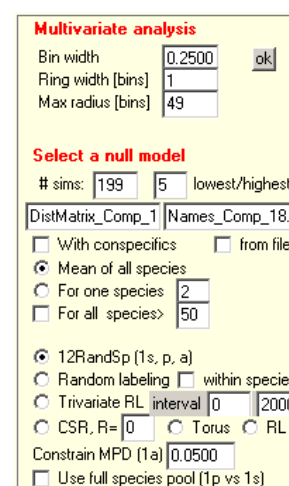 Multivariate analysis
Bin width 0.2500 ok
Ring width [bins] 1
Max radius [bins] 49
Select a null model
# sims: 199 5 lowest/highest
DistMatrix_Comp_1 Names_Comp_18.
With conspecifics from file
Mean of all species
For one species 2
For all species> 50
12RandSp (1s, p, a)
Random labeling within specie
Trivariate RL interval 0 2000
CSR, R= 0 Torus RL
Constrain MPD (1a) 0.0500
Use full species pool (1p vs 1s)